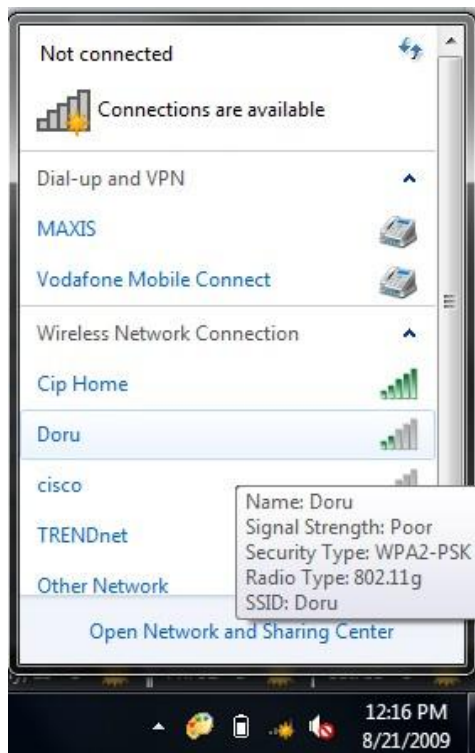 Not connected
Connections are available
Dial-up and VPN
MAXIS
Vodafone Mobile Connect
Wireless Network Connection
Cip Home
Doru
cisco
TRENDnet
Other Network
Name: Doru
Signal Strength: Poor
Security Type: WPA2-PSK
Radio Type: 802.11g
SSID: Doru
Open Network and Sharing Center
12:16 PM
8/21/2009